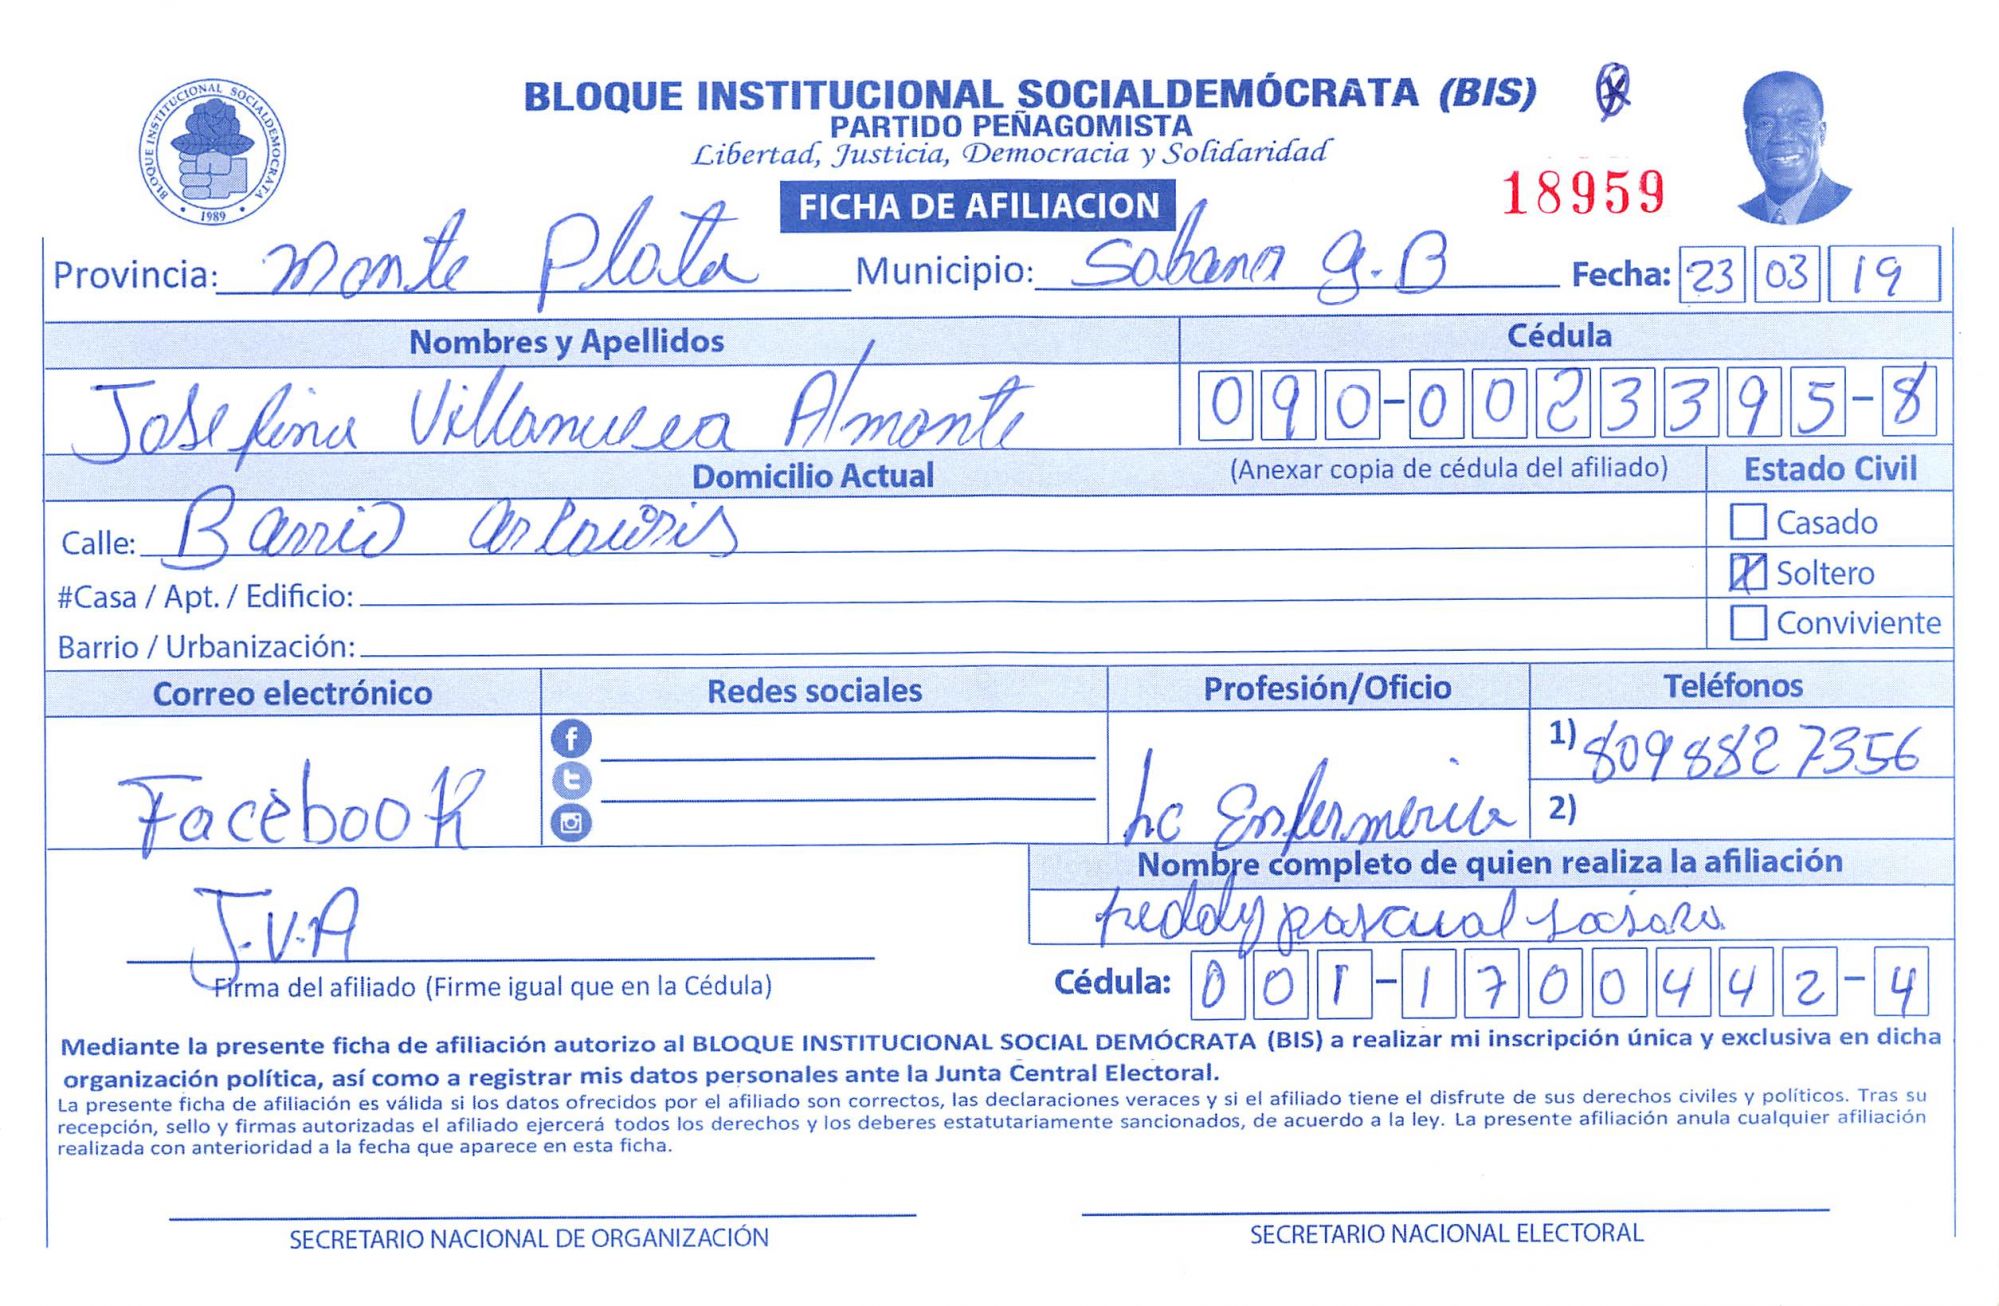 BLOQUE INSTITUCIONAL SOCIALDEMÓCRATA (BIS)
PARTIDO PEÑAGOMISTA
Libertad, Justicia, Democracia y Solidaridad
BLOQUE INSTITUCIONAL SOCIALDEMOCRATA
1989
FICHA DE AFILIACION
18959
Provincia: Monte Plata Municipio: Sabana G.B Fecha: 23 03 19
Nombres y Apellidos Cédula
Josefina Villanueva Almonte 090-0023395-8
Domicilio Actual (Anexar copia de cédula del afiliado) Estado Civil
Calle: Barrio
Casado
#Casa / Apt. / Edificio:
X Soltero
Barrio / Urbanización:
Conviviente
Correo electrónico Redes sociales Profesión/Oficio Teléfonos
Facebook Lic Enfermeria 1) 8098827356
2)
Nombre completo de quien realiza la afiliación
J.V.A freddy pascual
Firma del afiliado (Firme igual que en la Cédula) Cédula: 001-1700442-4
Mediante la presente ficha de afiliación autorizo al BLOQUE INSTITUCIONAL SOCIAL DEMÓCRATA (BIS) a realizar mi inscripción única y exclusiva en dicha
organización política, así como a registrar mis datos personales ante la Junta Central Electoral.
La presente ficha de afiliación es válida si los datos ofrecidos por el afiliado son correctos, las declaraciones veraces y si el afiliado tiene el disfrute de sus derechos civiles y políticos. Tras su
recepción, sello y firmas autorizadas el afiliado ejercerá todos los derechos y los deberes estatutariamente sancionados, de acuerdo a la ley. La presente afiliación anula cualquier afiliación
realizada con anterioridad a la fecha que aparece en esta ficha.
SECRETARIO NACIONAL DE ORGANIZACIÓN SECRETARIO NACIONAL ELECTORAL